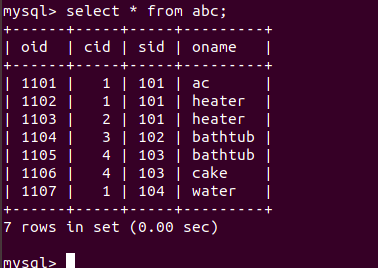 mysql> select * from abc;
+------+-----+-----+---------+
| oid  | cid | sid | oname   |
+------+-----+-----+---------+
| 1101 |   1 | 101 | ac      |
| 1102 |   1 | 101 | heater  |
| 1103 |   2 | 101 | heater  |
| 1104 |   3 | 102 | bathtub |
| 1105 |   4 | 103 | bathtub |
| 1106 |   4 | 103 | cake    |
| 1107 |   1 | 104 | water   |
+------+-----+-----+---------+
7 rows in set (0.00 sec)
mysql>